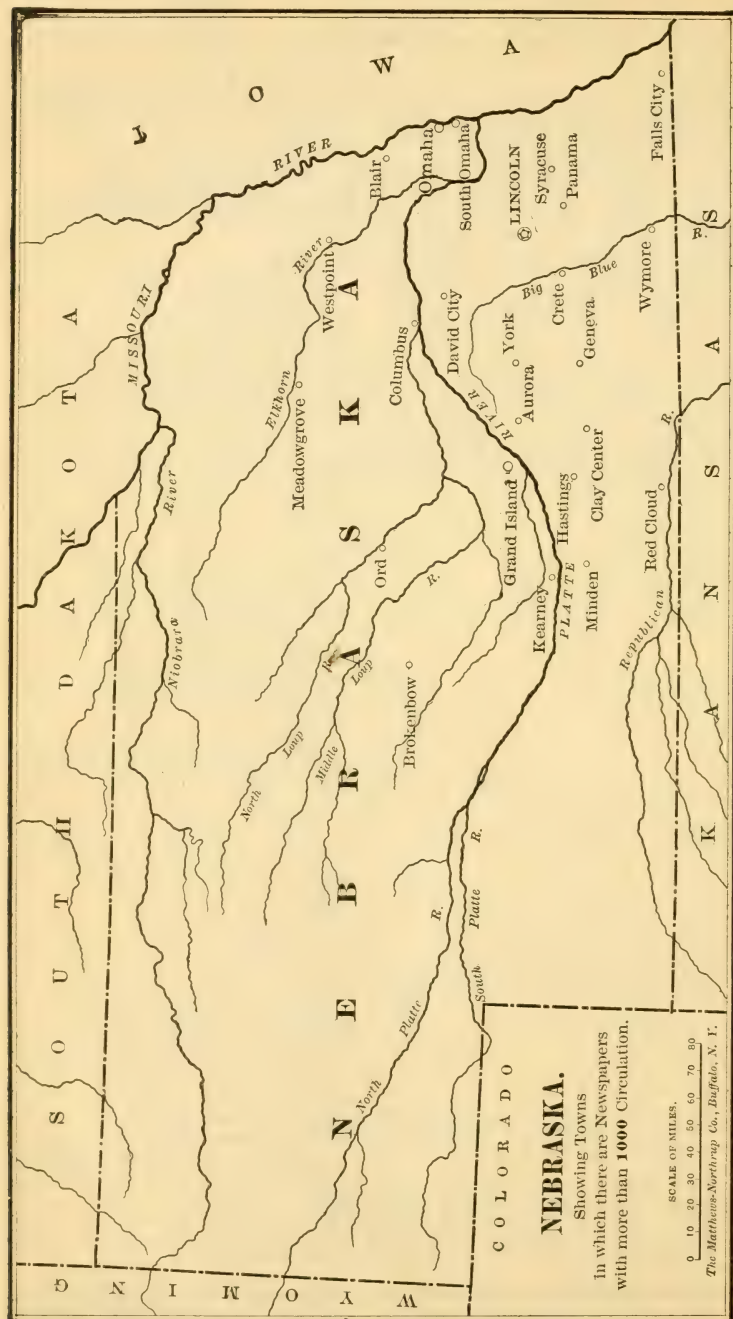 SOUTH DAKOTA
IOWA
WYOMING
COLORADO
KANSAS
NEBRASKA
MISSOURI
RIVER
Niobrara
River
Elkhorn
River
North
Loup
Middle
Loup
R.
North
Platte
R.
South
Platte
R.
PLATTE
RIVER
Big
Blue
R.
Republican
R.
Blair
Omaha
South Omaha
Westpoint
Meadowgrove
Columbus
David City
LINCOLN
Syracuse
Panama
Falls City
York
Aurora
Crete
Geneva
Wymore
Ord
Grand Island
Hastings
Clay Center
Kearney
Minden
Red Cloud
Brokenbow
NEBRASKA.
Showing Towns
in which there are Newspapers
with more than 1000 Circulation.
SCALE OF MILES.
0 10 20 30 40 50 60 70 80
The Matthews-Northrup Co., Buffalo, N. Y.